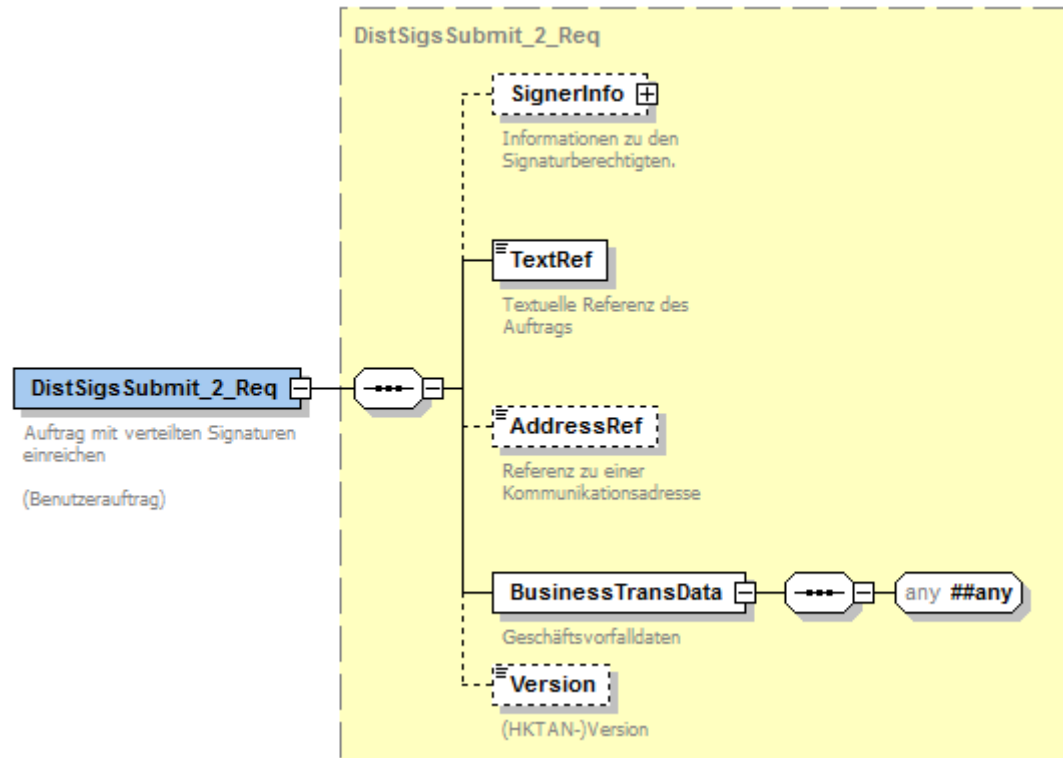 DistSigsSubmit_2_Req
SignerInfo
Informationen zu den
Signaturberechtigten.
TextRef
Textuelle Referenz des
Auftrags
DistSigsSubmit_2_Req
Auftrag mit verteilten Signaturen
einreichen
(Benutzerauftrag)
AddressRef
Referenz zu einer
Kommunikationsadresse
BusinessTransData
any ##any
Geschäftsvorfalldaten
Version
(HKTAN-)Version